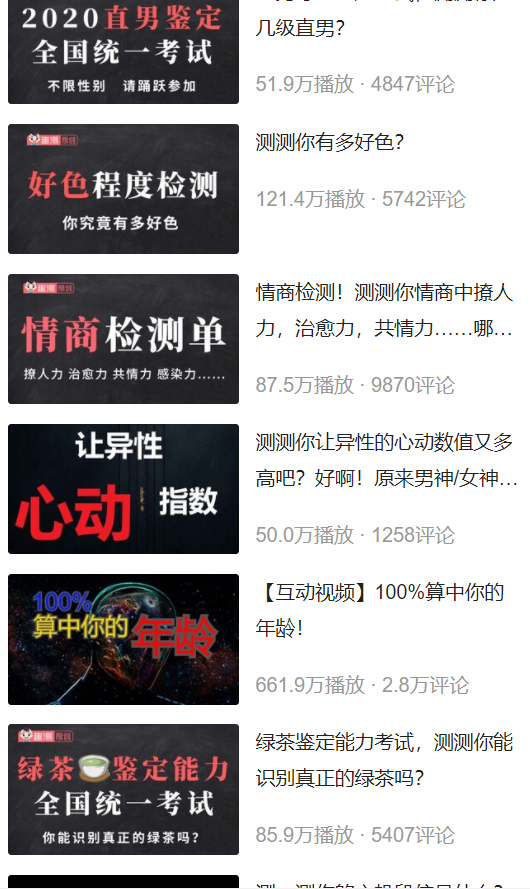 2020直男鉴定
全国统一考试
不限性别 请踊跃参加
几级直男？
51.9万播放 · 4847评论
趣测 原创
好色程度检测
你究竟有多好色
测测你有多好色？
121.4万播放 · 5742评论
趣测 原创
情商检测单
撩人力 治愈力 共情力 感染力……
情商检测！测测你情商中撩人
力，治愈力，共情力……哪…
87.5万播放 · 9870评论
让异性
心动 指数
测测你让异性的心动数值又多
高吧？好啊！原来男神/女神…
50.0万播放 · 1258评论
100%
算中你的年龄
【互动视频】100%算中你的
年龄！
661.9万播放 · 2.8万评论
趣测 原创
绿茶🍵鉴定能力
全国统一考试
你能识别真正的绿茶吗？
绿茶鉴定能力考试，测测你能
识别真正的绿茶吗？
85.9万播放 · 5407评论